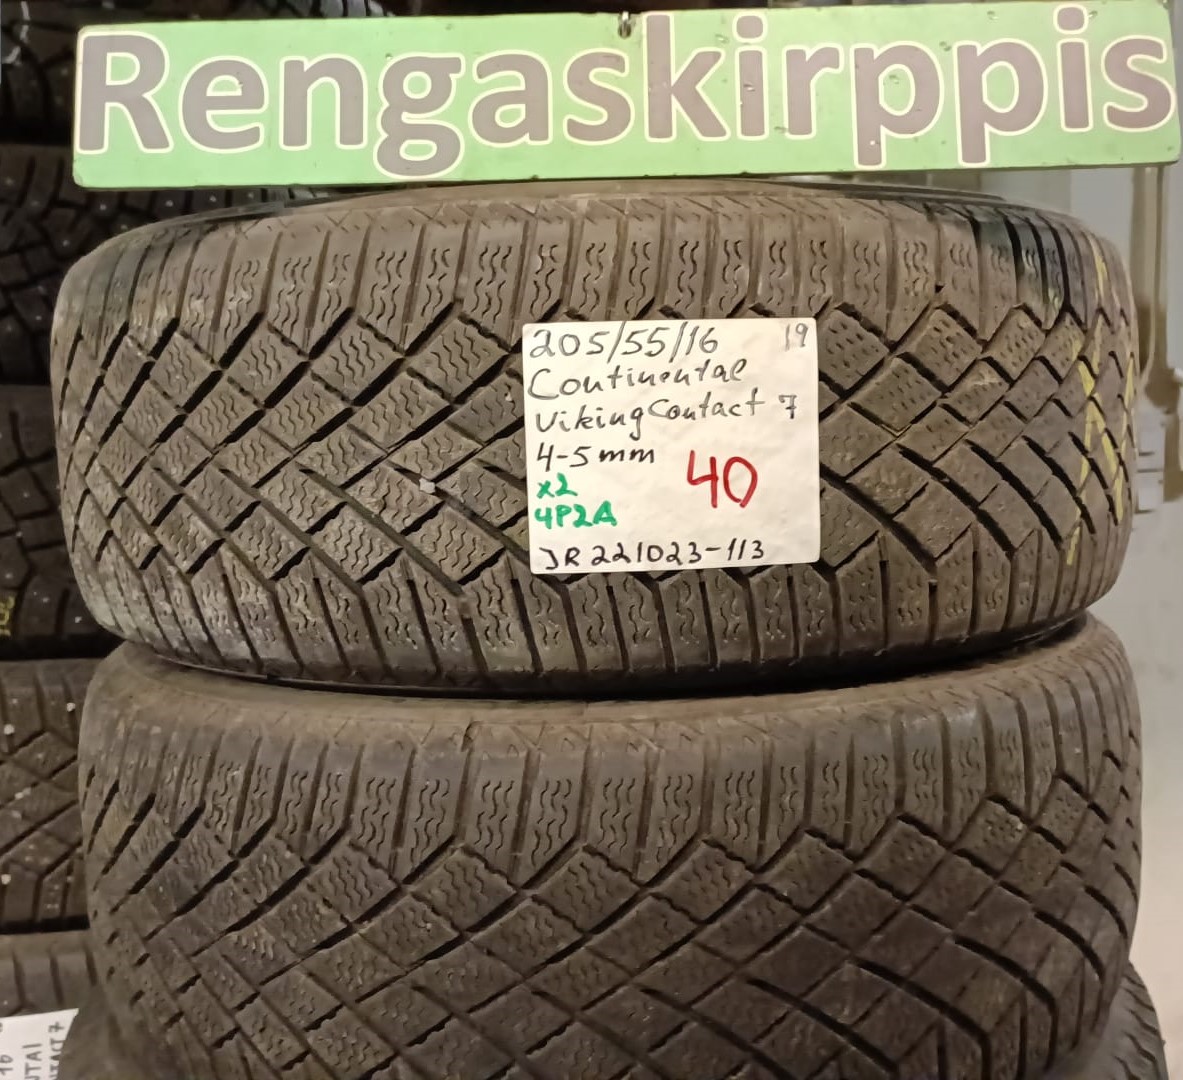 Rengaskirppis
205/55/16 19
Continental
VikingContact 7
4-5mm
x2 40
4P2A
JR221023-113